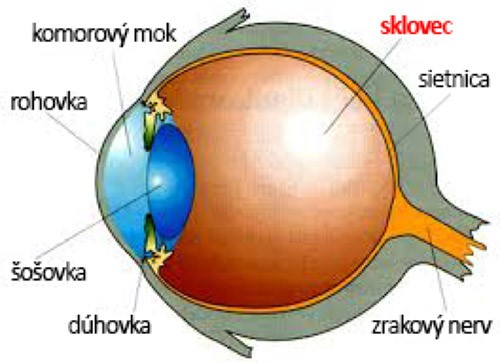 komorový mok
sklovec
sietnica
rohovka
šošovka
dúhovka
zrakový nerv